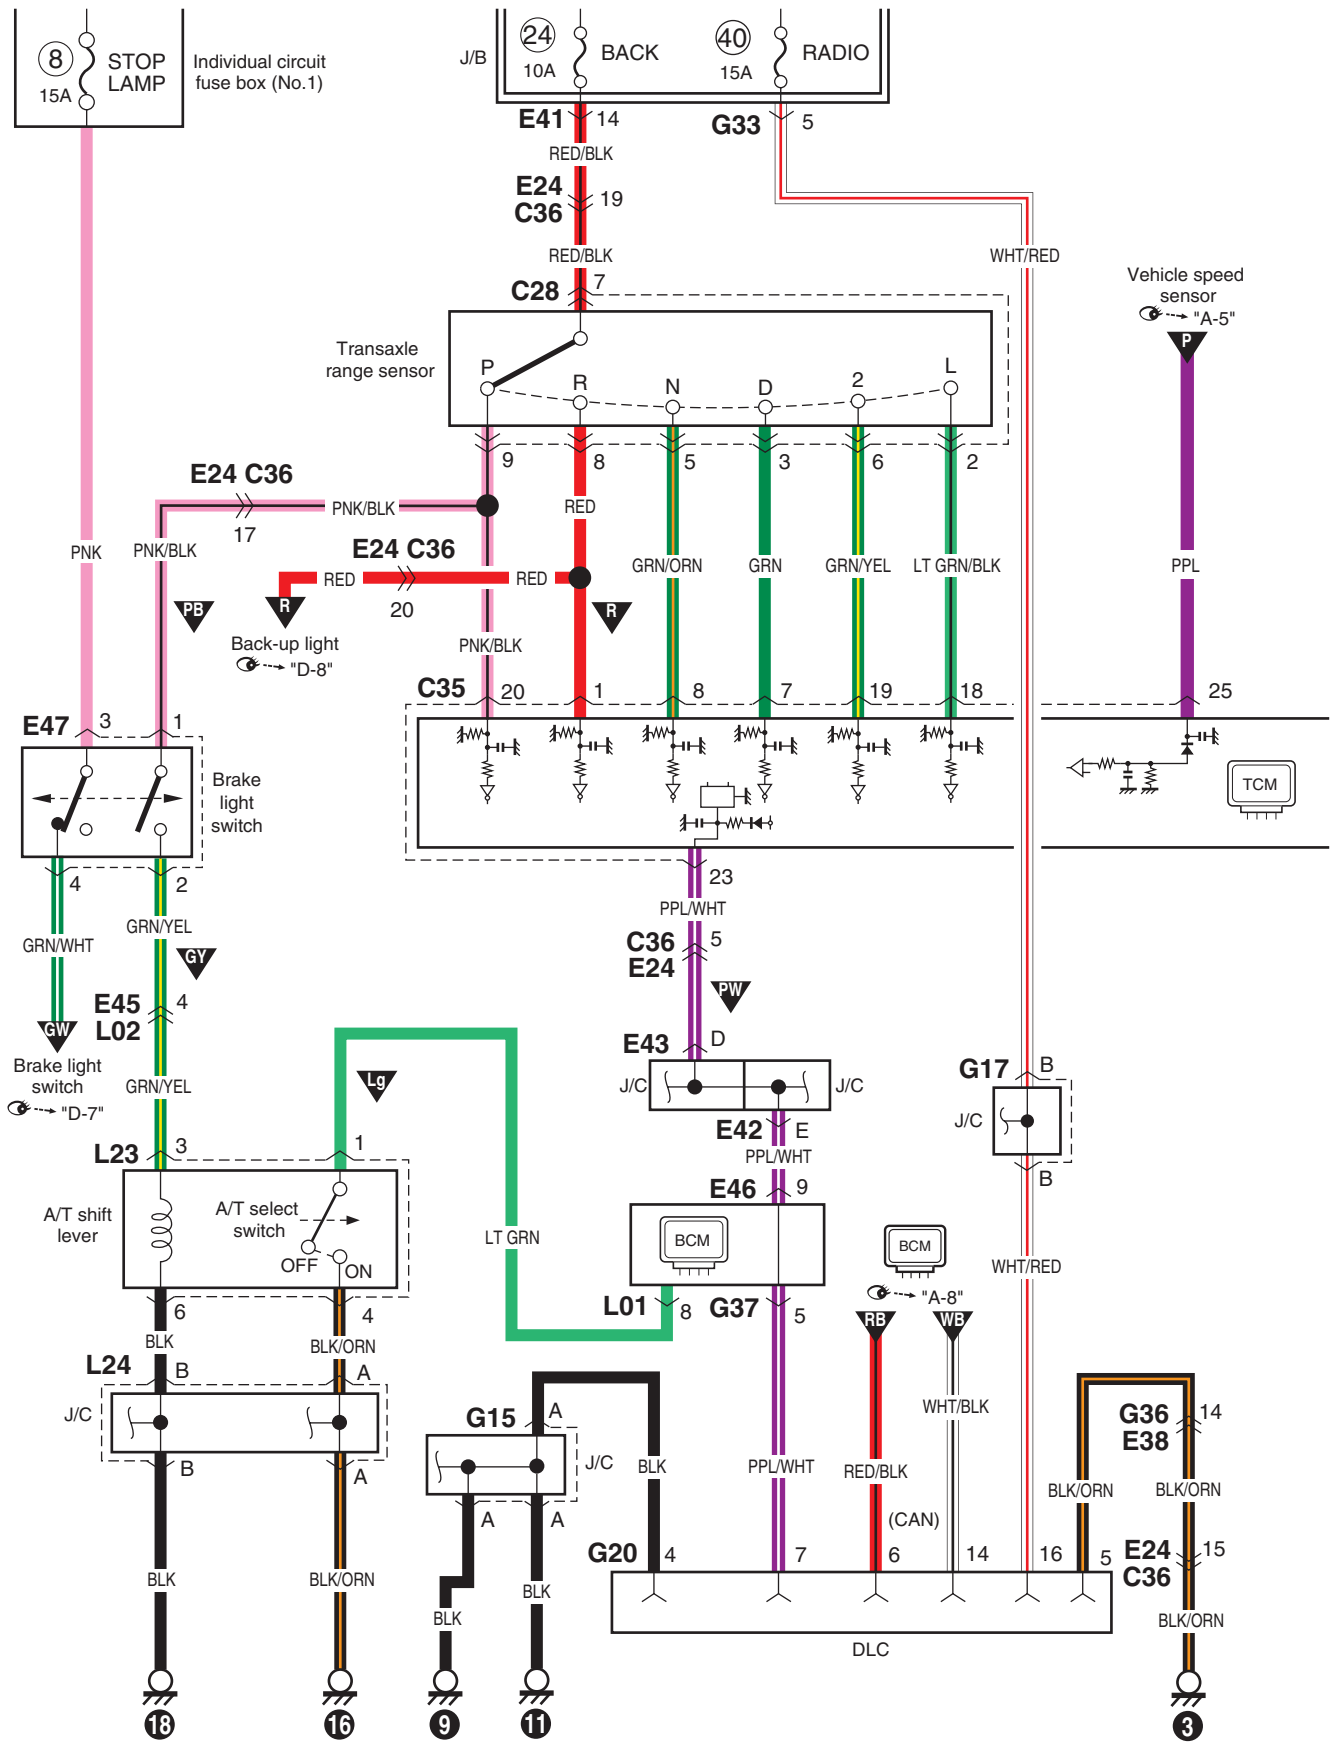 8
STOP
LAMP
15A
Individual circuit
fuse box (No.1)
J/B
24
10A
BACK
40
15A
RADIO
E41
14
G33
5
RED/BLK
E24
C36
19
RED/BLK
WHT/RED
C28
7
Vehicle speed
sensor
"A-5"
P
Transaxle
range sensor
P
R
N
D
2
L
9
8
5
3
6
2
E24 C36
17
PNK/BLK
RED
PNK
PNK/BLK
E24 C36
GRN/ORN
GRN
GRN/YEL
LT GRN/BLK
PPL
RED
RED
20
PB
R
R
Back-up light
"D-8"
PNK/BLK
C35
20
1
8
7
19
18
25
E47
3
1
Brake
light
switch
TCM
4
2
23
PPL/WHT
GRN/WHT
GRN/YEL
GY
C36
E24
5
PW
E45
L02
4
GW
Brake light
switch
"D-7"
E43
D
G17
B
GRN/YEL
Lg
J/C
J/C
J/C
E42
E
PPL/WHT
B
L23
3
1
E46
9
A/T shift
lever
A/T select
switch
OFF
ON
LT GRN
BCM
BCM
WHT/RED
"A-8"
L01
8
G37
5
RB
WB
6
4
BLK
BLK/ORN
L24
B
A
J/C
G15
A
WHT/BLK
G36
E38
14
J/C
BLK
PPL/WHT
RED/BLK
B
A
BLK/ORN
BLK/ORN
A
A
(CAN)
G20
4
7
6
14
16
5
E24
C36
15
BLK
BLK/ORN
BLK
BLK
BLK/ORN
DLC
18
16
9
11
3